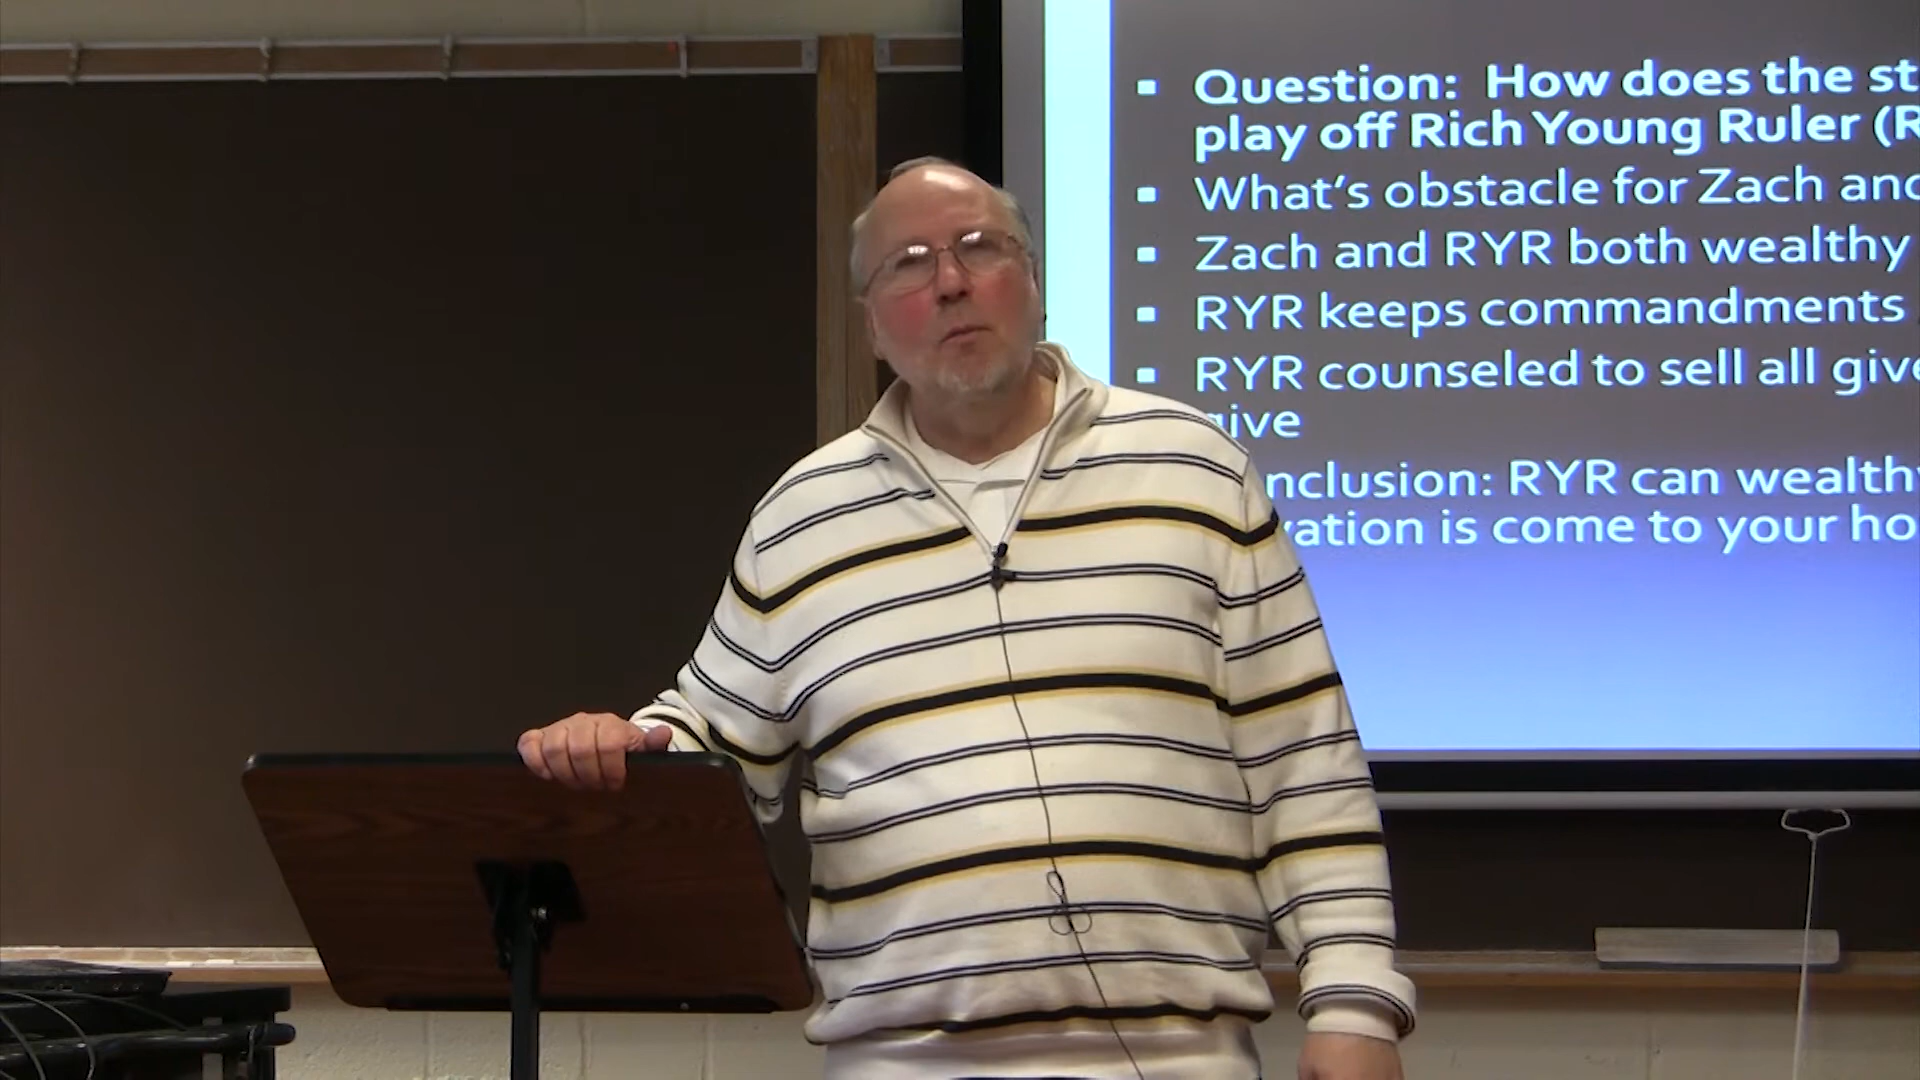 Question: How does the st
play off Rich Young Ruler (R
What's obstacle for Zach and
Zach and RYR both wealthy
RYR keeps commandments
RYR counseled to sell all give
give
nclusion: RYR can wealthy
vation is come to your ho